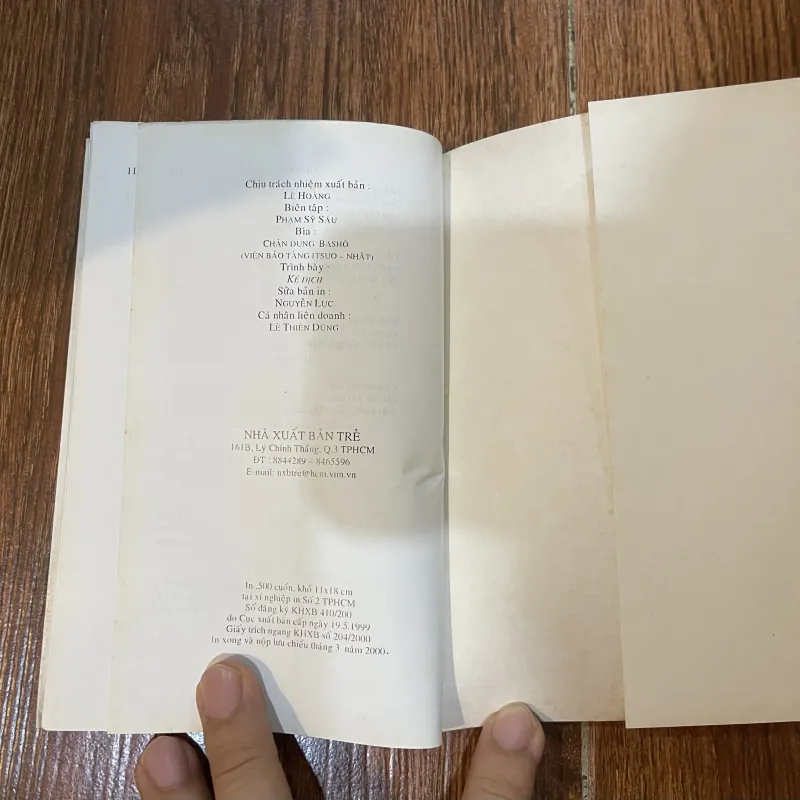 Chịu trách nhiệm xuất bản :
LÊ HOÀNG
Biên tập :
PHẠM SỸ SÁU
Bìa :
CHÂN DUNG BASHÔ
(VIỆN BẢO TÀNG ITSUO – NHẬT)
Trình bày :
KẺ DỊCH
Sửa bản in :
NGUYỄN LỤC
Cá nhân liên doanh :
LÊ THIÊN DŨNG
NHÀ XUẤT BẢN TRẺ
161B, Lý Chính Thắng, Q.3 TPHCM
ĐT : 8844289 – 8465596
E-mail: nxbtre@hcm.vnn.vn
In .500 cuốn, khổ 11x18 cm
tại xí nghiệp in Số 2 TPHCM
Số đăng ký KHXB 410/200
do Cục xuất bản cấp ngày 19.5.1999
Giấy trích ngang KHXB số 204/2000
In xong và nộp lưu chiểu tháng 3 năm 2000.